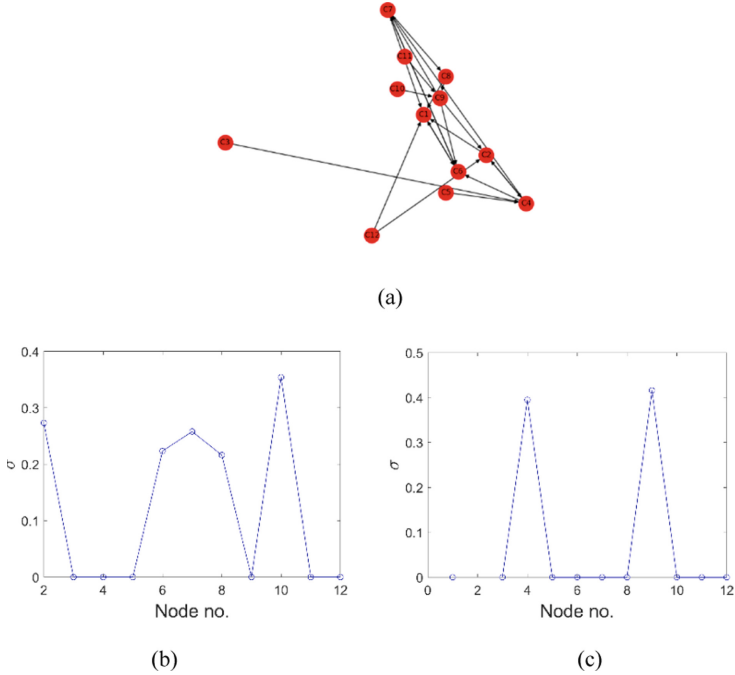 C7
C11
C8
C10
C9
C1
C3
C2
C6
C5
C4
C12
(a)
0.4
0.3
0.2
0.1
0
σ
2 4 6 8 10 12
Node no.
(b)
0.5
0.4
0.3
0.2
0.1
0
σ
0 2 4 6 8 10 12
Node no.
(c)